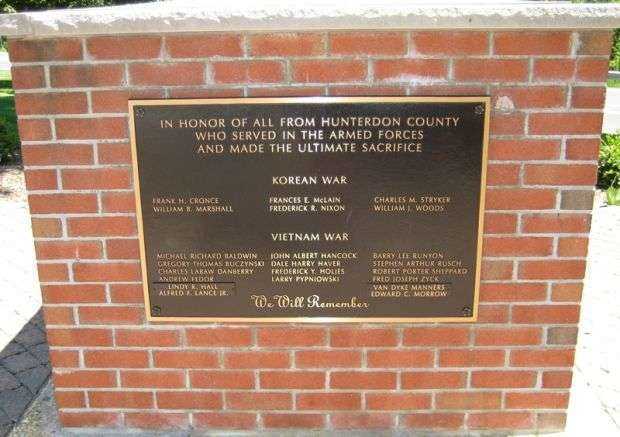 IN HONOR OF ALL FROM HUNTERDON COUNTY
WHO SERVED IN THE ARMED FORCES
AND MADE THE ULTIMATE SACRIFICE
KOREAN WAR
FRANK H. CRONCE
WILLIAM B. MARSHALL
FRANCES E. McLAIN
FREDERICK R. NIXON
CHARLES M. STRYKER
WILLIAM J. WOODS
VIETNAM WAR
MICHAEL RICHARD BALDWIN
GREGORY THOMAS BUCZYNSKI
CHARLES LABAW DANBERRY
ANDREW FEDOR
LINDY R. HALL
ALFRED F. LANCE JR.
JOHN ALBERT HANCOCK
DALE HARRY HAVER
FREDERICK Y. HOLJES
LARRY PYPNIOWSKI
BARRY LEE RUNYON
STEPHEN ARTHUR RUSCH
ROBERT PORTER SHEPPARD
FRED JOSEPH ZYCK
VAN DYKE MANNERS
EDWARD C. MORROW
We Will Remember